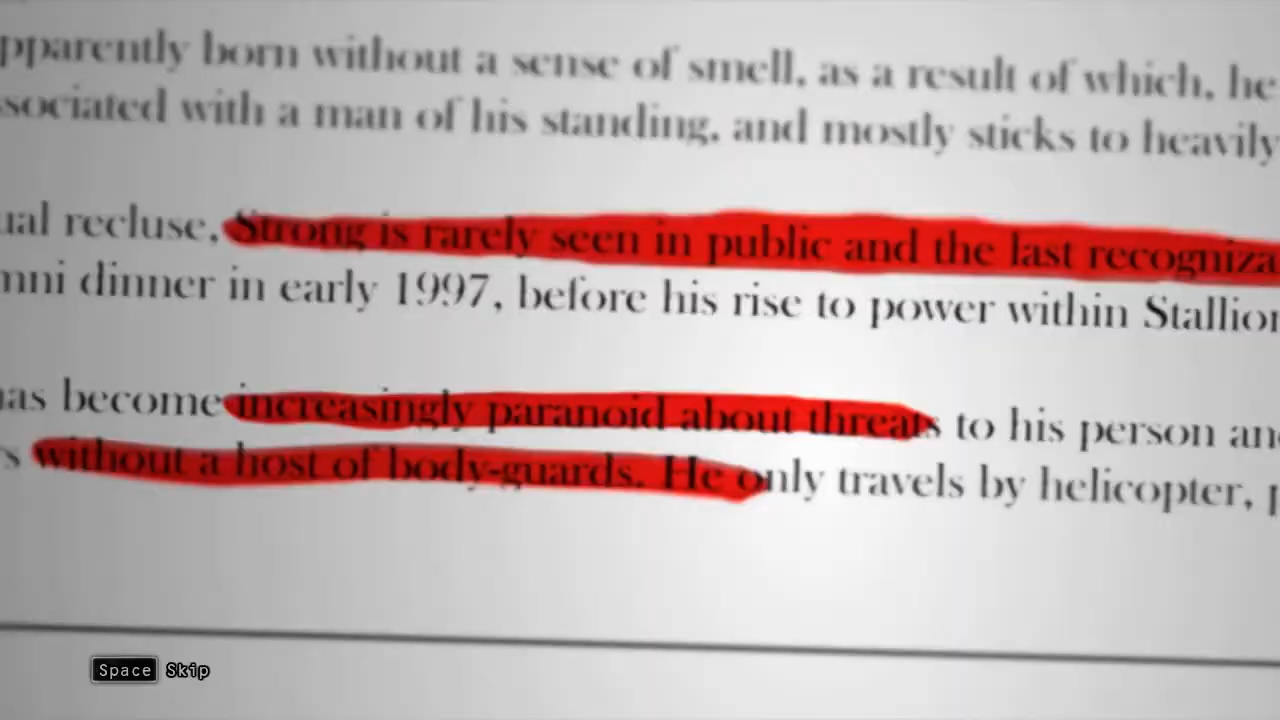 pparently born without a sense of smell, as a result of which, he
ssociated with a man of his standing, and mostly sticks to heavily
ual recluse, Strong is rarely seen in public and the last recogniza
mni dinner in early 1997, before his rise to power within Stallion
has become increasingly paranoid about threats to his person and
s without a host of body-guards. He only travels by helicopter, p
Space Skip